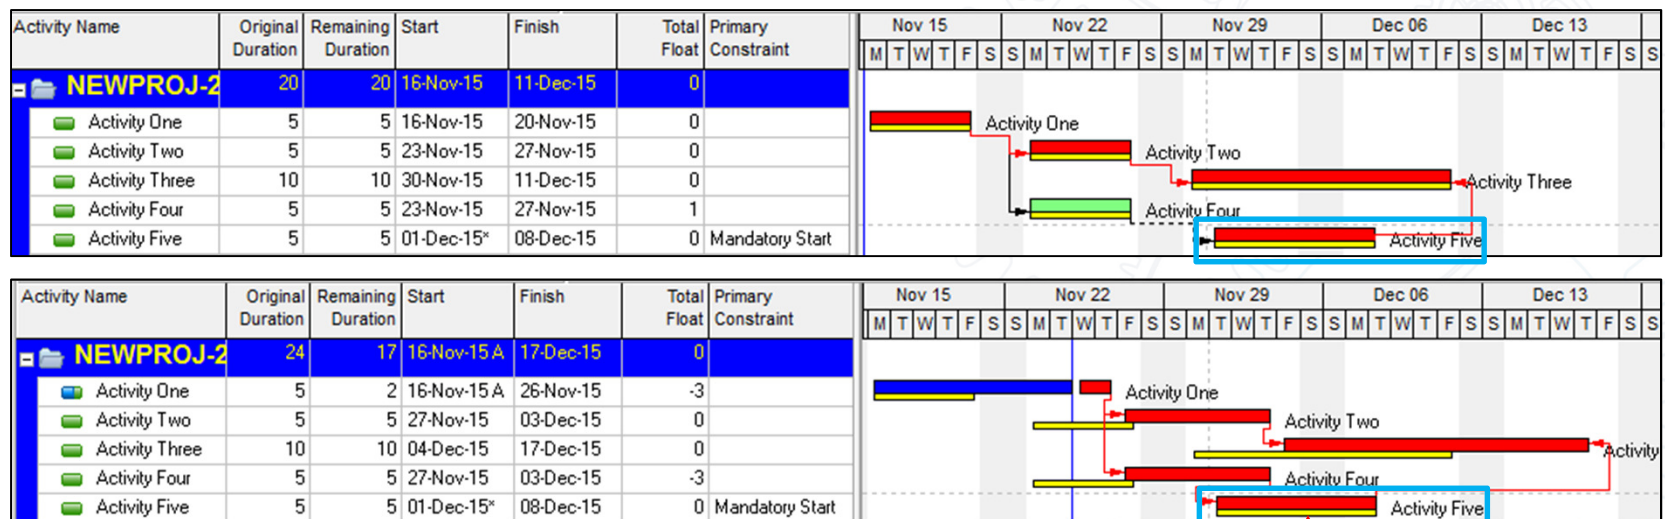 Activity Name Original Duration Remaining Duration Start Finish Total Float Primary Constraint Nov 15 Nov 22 Nov 29 Dec 06 Dec 13
M T W T F S S M T W T F S S M T W T F S S M T W T F S S M T W T F S S
NEWPROJ-2 20 20 16-Nov-15 11-Dec-15 0
Activity One 5 5 16-Nov-15 20-Nov-15 0 Activity One
Activity Two 5 5 23-Nov-15 27-Nov-15 0 Activity Two
Activity Three 10 10 30-Nov-15 11-Dec-15 0 Activity Three
Activity Four 5 5 23-Nov-15 27-Nov-15 1 Activity Four
Activity Five 5 5 01-Dec-15* 08-Dec-15 0 Mandatory Start Activity Five
Activity Name Original Duration Remaining Duration Start Finish Total Float Primary Constraint Nov 15 Nov 22 Nov 29 Dec 06 Dec 13
M T W T F S S M T W T F S S M T W T F S S M T W T F S S M T W T F S S
NEWPROJ-2 24 17 16-Nov-15 A 17-Dec-15 0
Activity One 5 2 16-Nov-15 A 26-Nov-15 -3 Activity One
Activity Two 5 5 27-Nov-15 03-Dec-15 0 Activity Two
Activity Three 10 10 04-Dec-15 17-Dec-15 0 Activity
Activity Four 5 5 27-Nov-15 03-Dec-15 -3 Activity Four
Activity Five 5 5 01-Dec-15* 08-Dec-15 0 Mandatory Start Activity Five